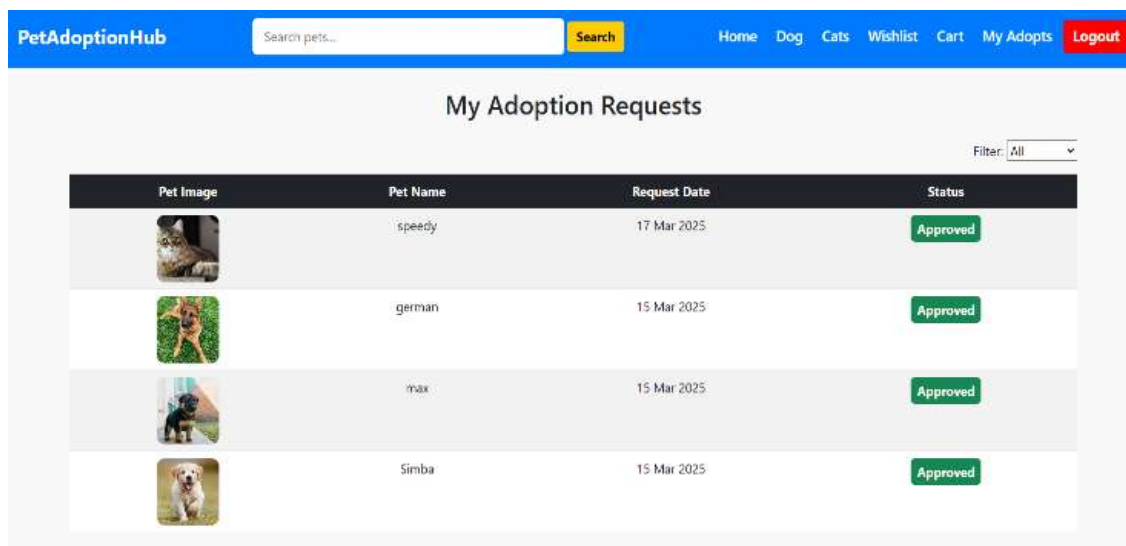 PetAdoptionHub Search pets... Search Home Dog Cats Wishlist Cart My Adopts Logout
My Adoption Requests
Filter: All
Pet Image Pet Name Request Date Status
speedy 17 Mar 2025 Approved
german 15 Mar 2025 Approved
max 15 Mar 2025 Approved
Simba 15 Mar 2025 Approved